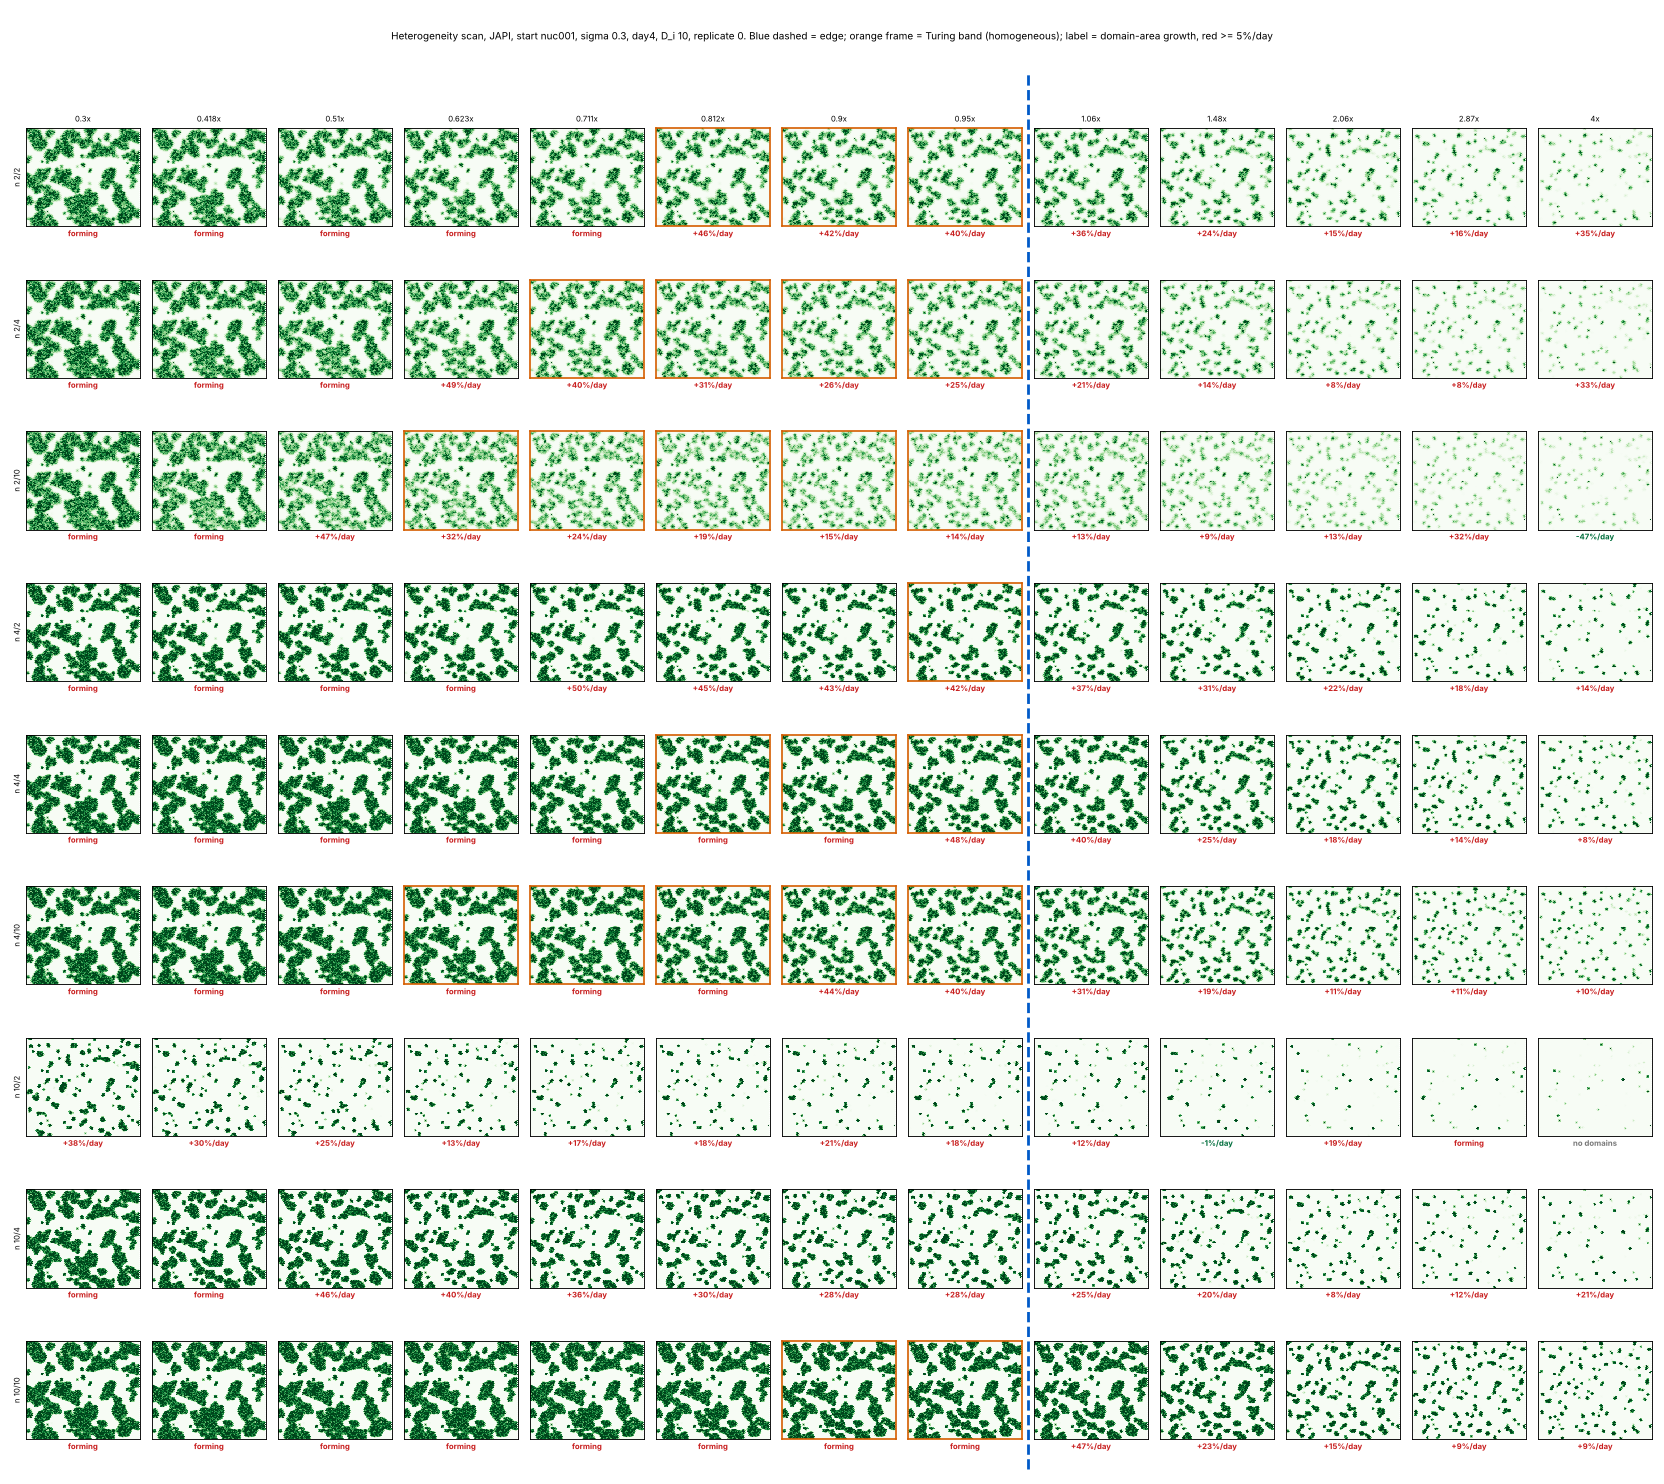 Heterogeneity scan, JAPI, start nuc001, sigma 0.3, day4, D_i 10, replicate 0. Blue dashed = edge; orange frame = Turing band (homogeneous); label = domain-area growth, red >= 5%/day
0.3x 0.418x 0.51x 0.623x 0.711x 0.812x 0.9x 0.95x 1.06x 1.48x 2.06x 2.87x 4x
n 2/2
forming forming forming forming forming +46%/day +42%/day +40%/day +36%/day +24%/day +15%/day +16%/day +35%/day
n 2/4
forming forming forming +49%/day +40%/day +31%/day +26%/day +25%/day +21%/day +14%/day +8%/day +8%/day +33%/day
n 2/10
forming forming +47%/day +32%/day +24%/day +19%/day +15%/day +14%/day +13%/day +9%/day +13%/day +32%/day -47%/day
n 4/2
forming forming forming forming +50%/day +45%/day +43%/day +42%/day +37%/day +31%/day +22%/day +18%/day +14%/day
n 4/4
forming forming forming forming forming forming forming +48%/day +40%/day +25%/day +18%/day +14%/day +8%/day
n 4/10
forming forming forming forming forming forming +44%/day +40%/day +31%/day +19%/day +11%/day +11%/day +10%/day
n 10/2
+38%/day +30%/day +25%/day +13%/day +17%/day +18%/day +21%/day +18%/day +12%/day -1%/day +19%/day forming no domains
n 10/4
forming forming +46%/day +40%/day +36%/day +30%/day +28%/day +28%/day +25%/day +20%/day +8%/day +12%/day +21%/day
n 10/10
forming forming forming forming forming forming forming forming +47%/day +23%/day +15%/day +9%/day +9%/day